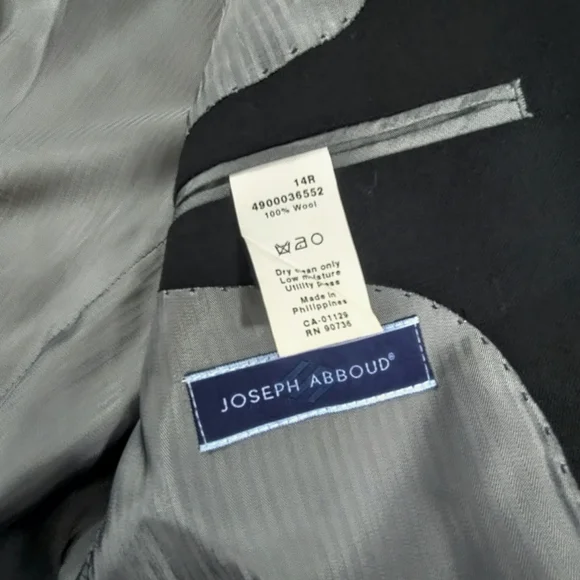 14R
4900036552
100% Wool
Dry Clean only
Low moisture
Utility Press
Made in
Philippines
CA-01129
RN 90736
JOSEPH ABBOUD®